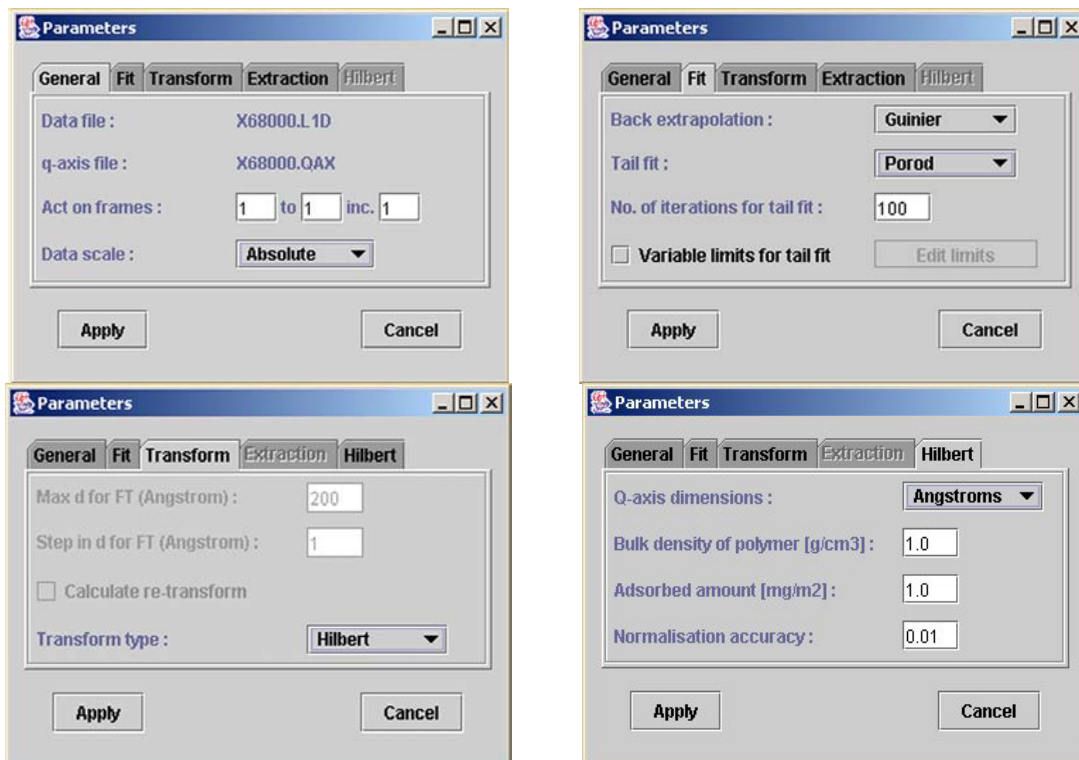 Parameters
General Fit Transform Extraction Hilbert
Data file : X68000.L1D
q-axis file : X68000.QAX
Act on frames : 1 to 1 inc. 1
Data scale : Absolute
Apply Cancel
Parameters
General Fit Transform Extraction Hilbert
Back extrapolation : Guinier
Tail fit : Porod
No. of iterations for tail fit : 100
Variable limits for tail fit Edit limits
Apply Cancel
Parameters
General Fit Transform Extraction Hilbert
Max d for FT (Angstrom) : 200
Step in d for FT (Angstrom) : 1
Calculate re-transform
Transform type : Hilbert
Apply Cancel
Parameters
General Fit Transform Extraction Hilbert
Q-axis dimensions : Angstroms
Bulk density of polymer [g/cm3] : 1.0
Adsorbed amount [mg/m2] : 1.0
Normalisation accuracy : 0.01
Apply Cancel